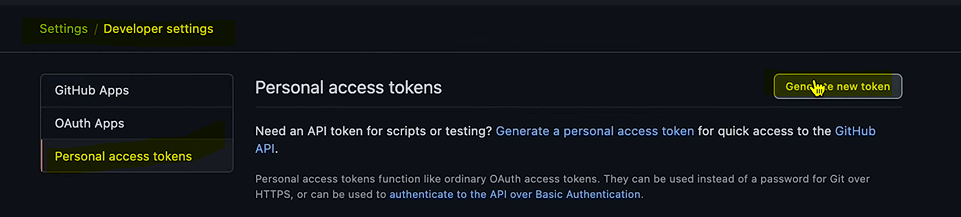 Settings / Developer settings
GitHub Apps
OAuth Apps
Personal access tokens
Personal access tokens
Generate new token
Need an API token for scripts or testing? Generate a personal access token for quick access to the GitHub
API.
Personal access tokens function like ordinary OAuth access tokens. They can be used instead of a password for Git over
HTTPS, or can be used to authenticate to the API over Basic Authentication.